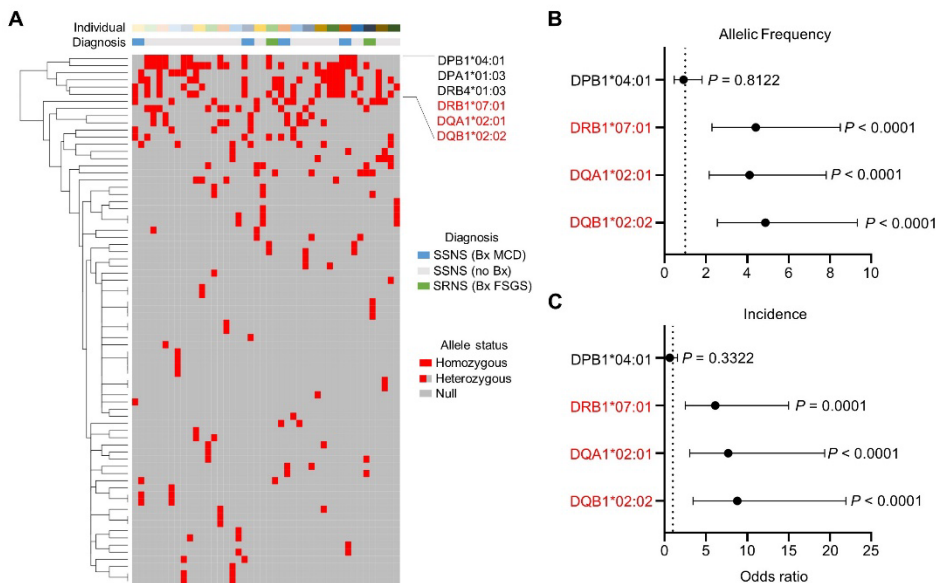 A
Individual
Diagnosis
DPB1*04:01
DPA1*01:03
DRB4*01:03
DRB1*07:01
DQA1*02:01
DQB1*02:02
Diagnosis
SSNS (Bx MCD)
SSNS (no Bx)
SRNS (Bx FSGS)
Allele status
Homozygous
Heterozygous
Null
B
Allelic Frequency
DPB1*04:01
P = 0.8122
DRB1*07:01
P < 0.0001
DQA1*02:01
P < 0.0001
DQB1*02:02
P < 0.0001
0 2 4 6 8 10
C
Incidence
DPB1*04:01
P = 0.3322
DRB1*07:01
P = 0.0001
DQA1*02:01
P < 0.0001
DQB1*02:02
P < 0.0001
0 5 10 15 20 25
Odds ratio